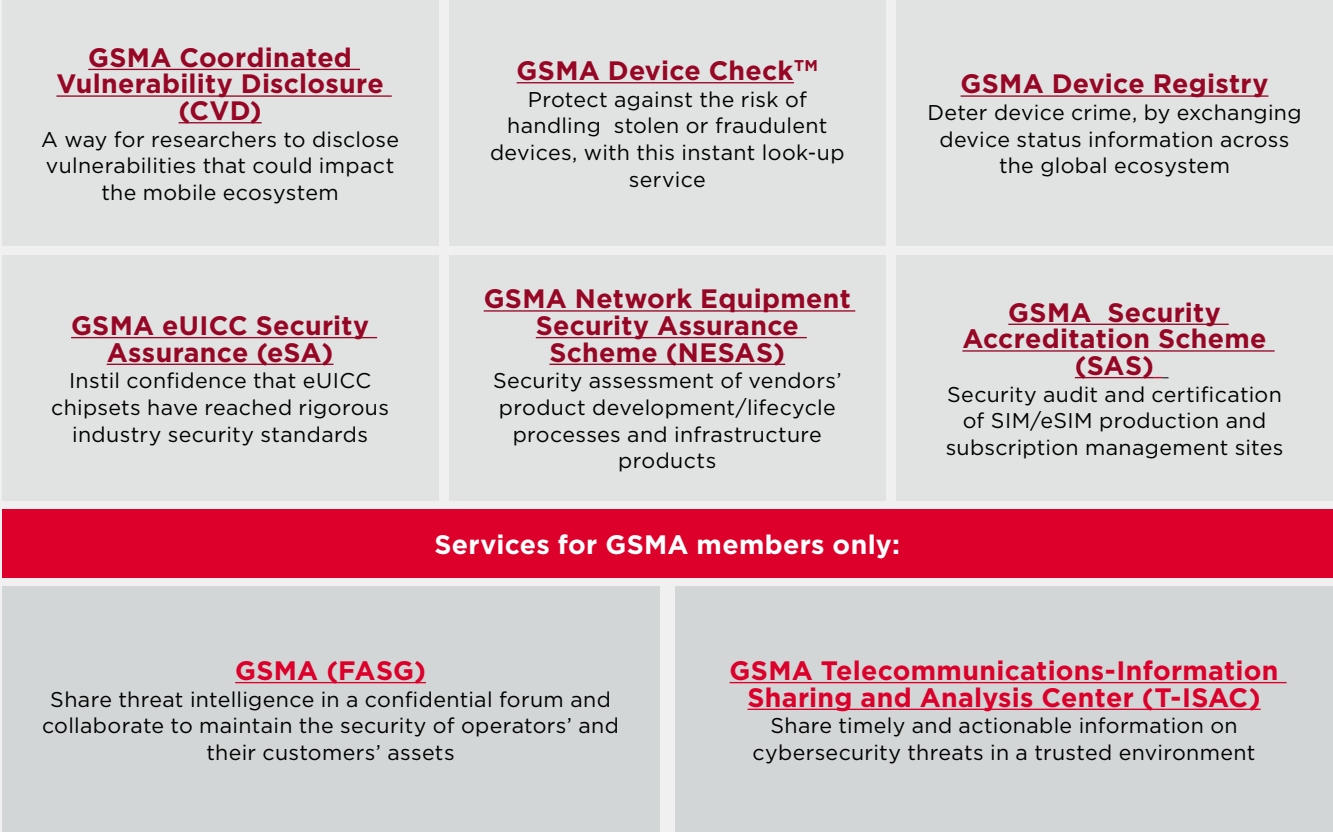 GSMA Coordinated
Vulnerability Disclosure
(CVD)
A way for researchers to disclose
vulnerabilities that could impact
the mobile ecosystem
GSMA Device Check™
Protect against the risk of
handling stolen or fraudulent
devices, with this instant look-up
service
GSMA Device Registry
Deter device crime, by exchanging
device status information across
the global ecosystem
GSMA eUICC Security
Assurance (eSA)
Instil confidence that eUICC
chipsets have reached rigorous
industry security standards
GSMA Network Equipment
Security Assurance
Scheme (NESAS)
Security assessment of vendors’
product development/lifecycle
processes and infrastructure
products
GSMA Security
Accreditation Scheme
(SAS)
Security audit and certification
of SIM/eSIM production and
subscription management sites
Services for GSMA members only:
GSMA (FASG)
Share threat intelligence in a confidential forum and
collaborate to maintain the security of operators’ and
their customers’ assets
GSMA Telecommunications-Information
Sharing and Analysis Center (T-ISAC)
Share timely and actionable information on
cybersecurity threats in a trusted environment